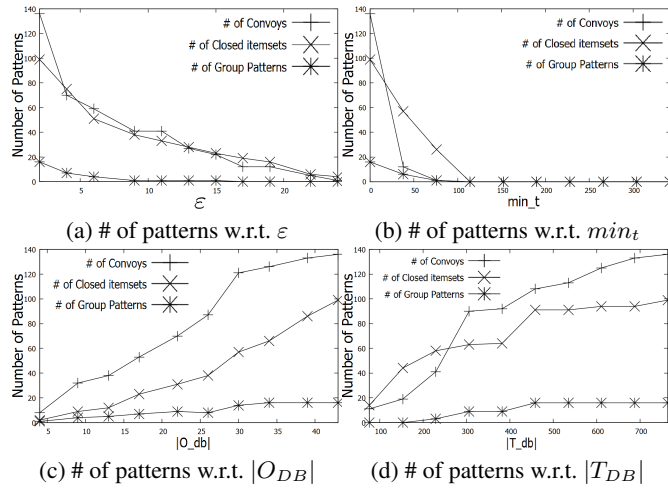 140
120
100
80
60
40
20
0
Number of Patterns
# of Convoys
# of Closed itemsets
# of Group Patterns
5 10 15 20
ε
(a) # of patterns w.r.t. ε
140
120
100
80
60
40
20
0
Number of Patterns
# of Convoys
# of Closed itemsets
# of Group Patterns
0 50 100 150 200 250 300
min_t
(b) # of patterns w.r.t. min_t
140
120
100
80
60
40
20
0
Number of Patterns
# of Convoys
# of Closed itemsets
# of Group Patterns
5 10 15 20 25 30 35 40
|O_db|
(c) # of patterns w.r.t. |O_DB|
140
120
100
80
60
40
20
0
Number of Patterns
# of Convoys
# of Closed itemsets
# of Group Patterns
100 200 300 400 500 600 700
|T_db|
(d) # of patterns w.r.t. |T_DB|